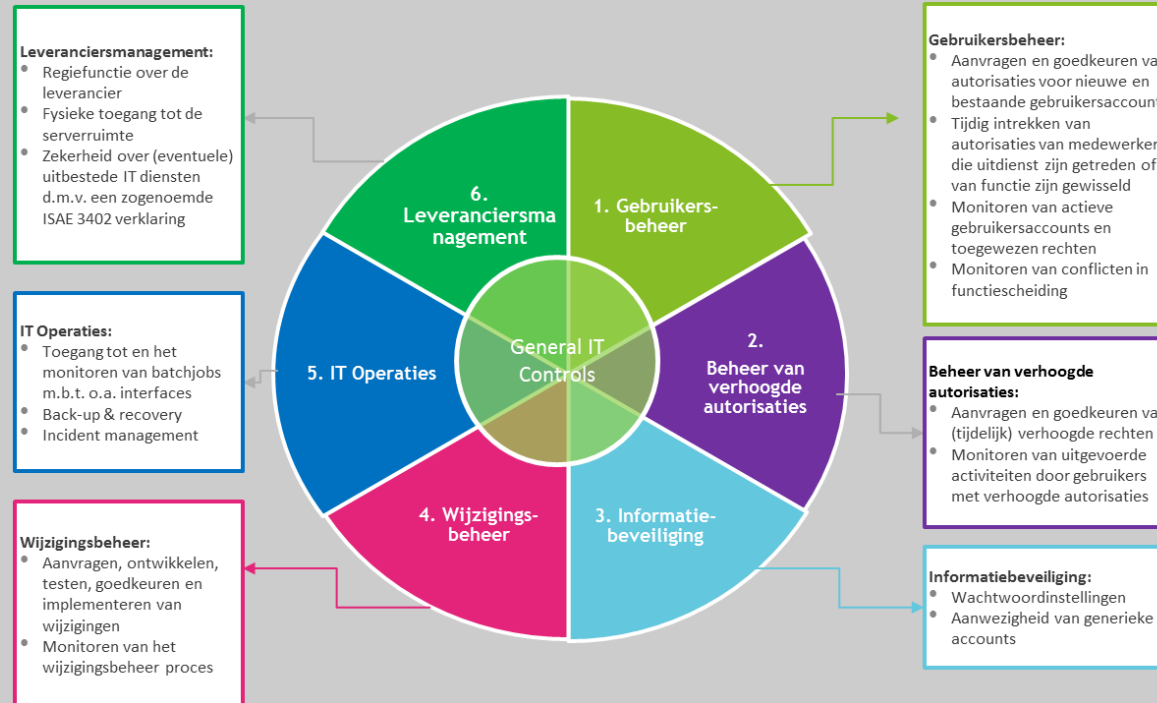 Leveranciersmanagement:
• Regiefunctie over de
leverancier
• Fysieke toegang tot de
serverruimte
• Zekerheid over (eventuele)
uitbestede IT diensten
d.m.v. een zogenoemde
ISAE 3402 verklaring
IT Operaties:
• Toegang tot en het
monitoren van batchjobs
m.b.t. o.a. interfaces
• Back-up & recovery
• Incident management
Wijzigingsbeheer:
• Aanvragen, ontwikkelen,
testen, goedkeuren en
implementeren van
wijzigingen
• Monitoren van het
wijzigingsbeheer proces
6.
Leveranciersma
nagement
1. Gebruikers-
beheer
5. IT Operaties
General IT
Controls
2.
Beheer van
verhoogde
autorisaties
4. Wijzigings-
beheer
3. Informatie-
beveiliging
Gebruikersbeheer:
• Aanvragen en goedkeuren va
autorisaties voor nieuwe en
bestaande gebruikersaccount
• Tijdig intrekken van
autorisaties van medewerker
die uitdienst zijn getreden of
van functie zijn gewisseld
• Monitoren van actieve
gebruikersaccounts en
toegewezen rechten
• Monitoren van conflicten in
functiescheiding
Beheer van verhoogde
autorisaties:
• Aanvragen en goedkeuren va
(tijdelijk) verhoogde rechten
• Monitoren van uitgevoerde
activiteiten door gebruikers
met verhoogde autorisaties
Informatiebeveiliging:
• Wachtwoordinstellingen
• Aanwezigheid van generieke
accounts